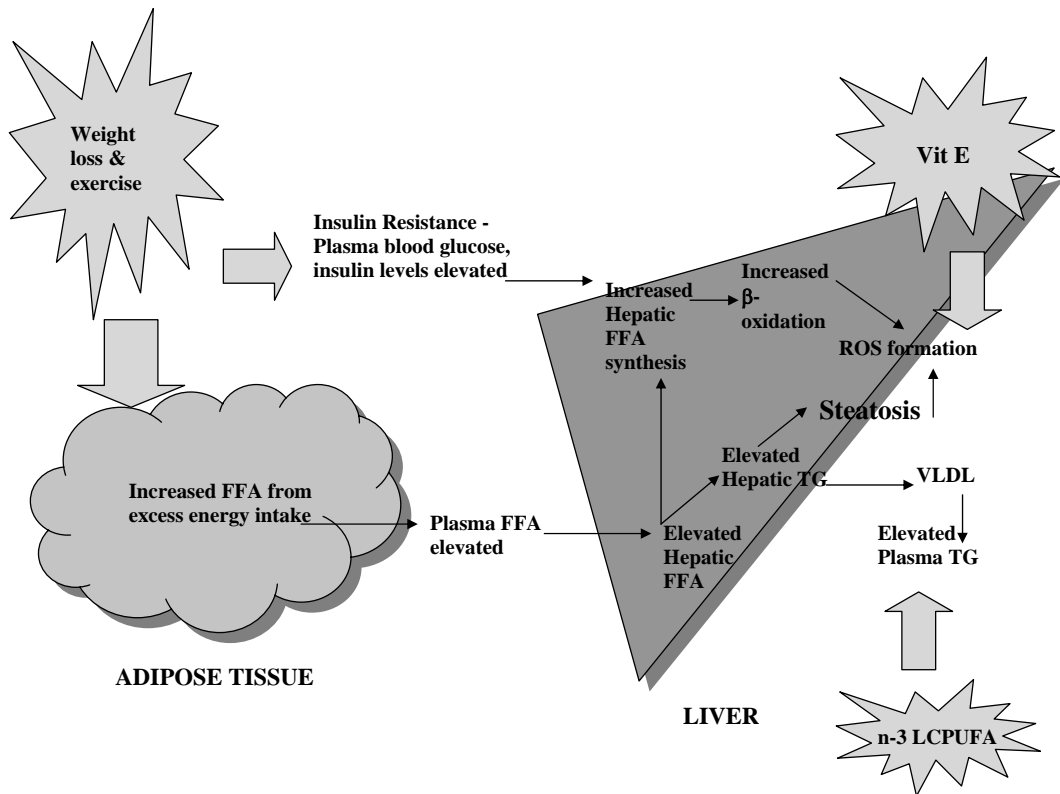 Weight
loss &
exercise
Vit E
Insulin Resistance -
Plasma blood glucose,
insulin levels elevated
Increased
Hepatic
FFA
synthesis
Increased
β-
oxidation
ROS formation
Steatosis
Elevated
Hepatic TG
VLDL
Increased FFA from
excess energy intake
Plasma FFA
elevated
Elevated
Hepatic
FFA
Elevated
Plasma TG
ADIPOSE TISSUE
LIVER
n-3 LCPUFA